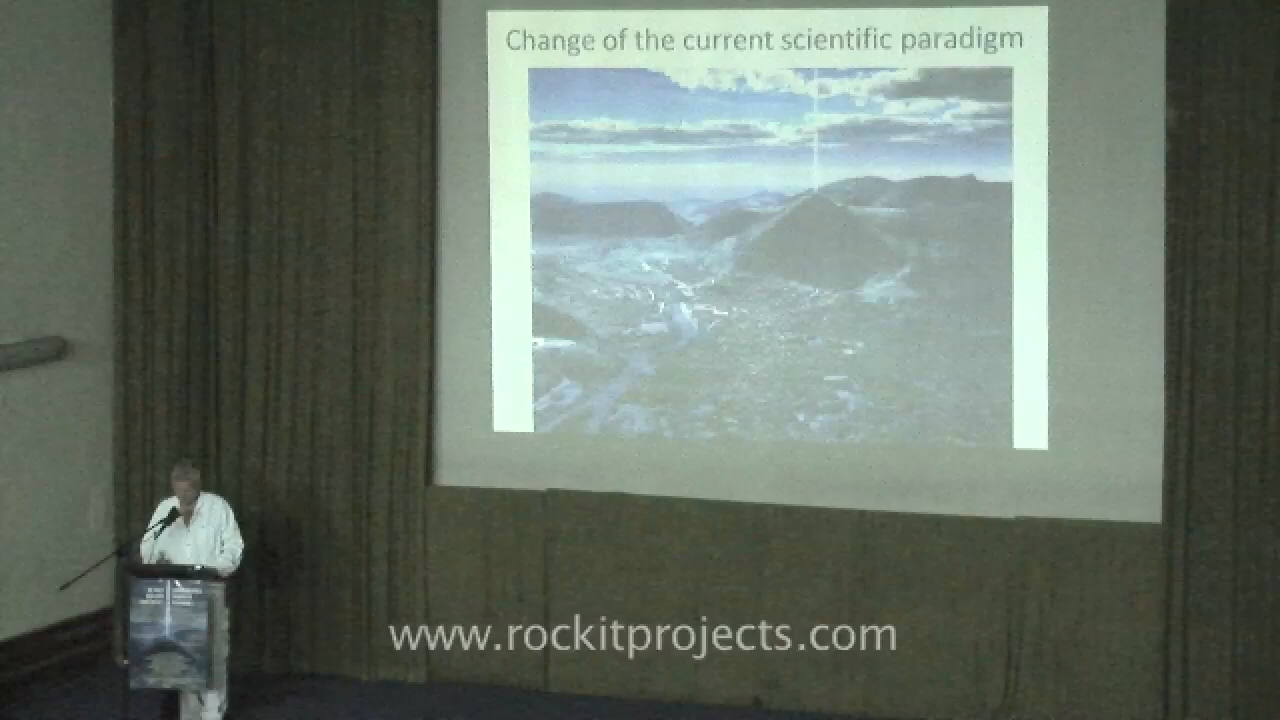 Change of the current scientific paradigm
www.rockitprojects.com